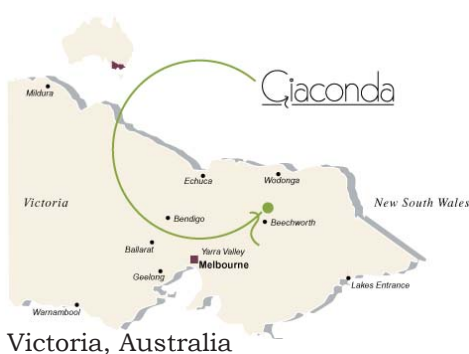 Mildura
Giaconda
Echuca
Wodonga
Victoria
New South Wales
Bendigo
Beechworth
Ballarat
Yarra Valley
Melbourne
Geelong
Lakes Entrance
Warnambool
Victoria, Australia